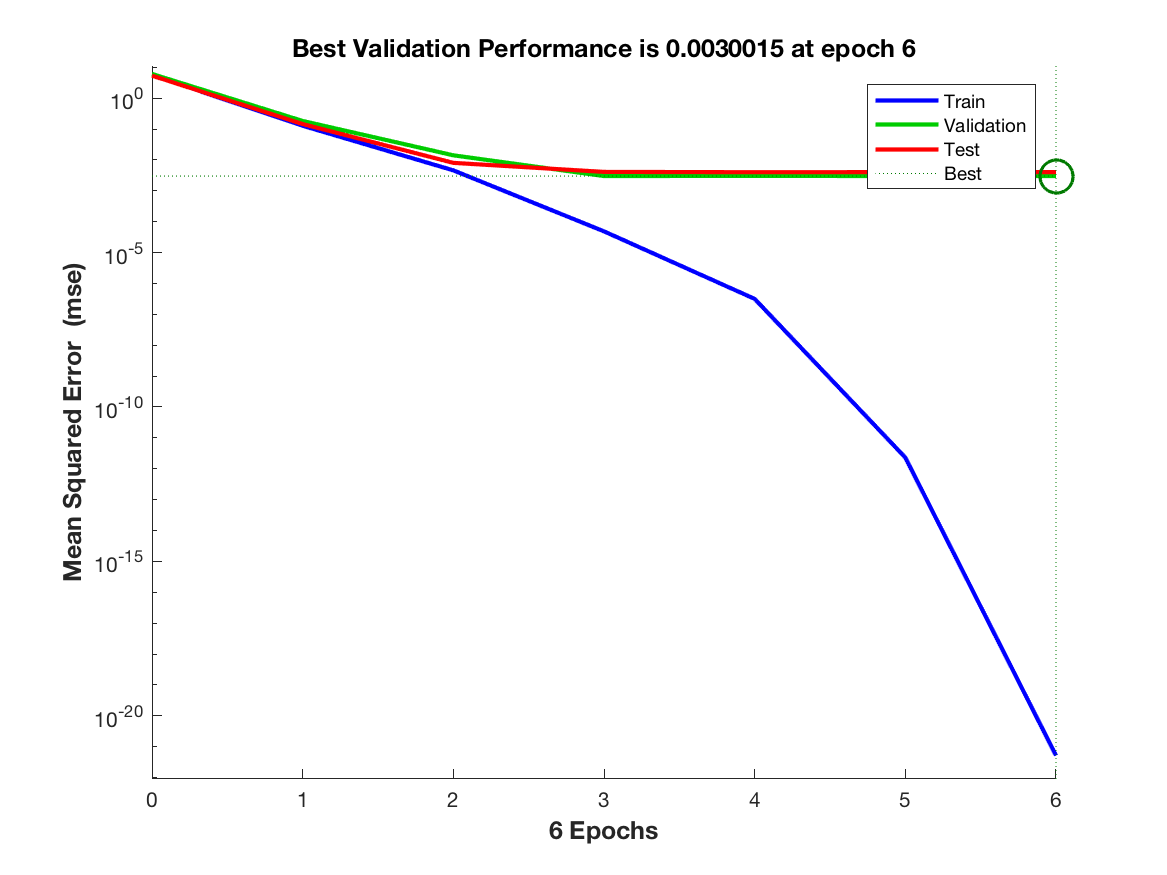 Best Validation Performance is 0.0030015 at epoch 6
Train
Validation
Test
Best
10^0
10^-5
10^-10
10^-15
10^-20
Mean Squared Error (mse)
0 1 2 3 4 5 6
6 Epochs